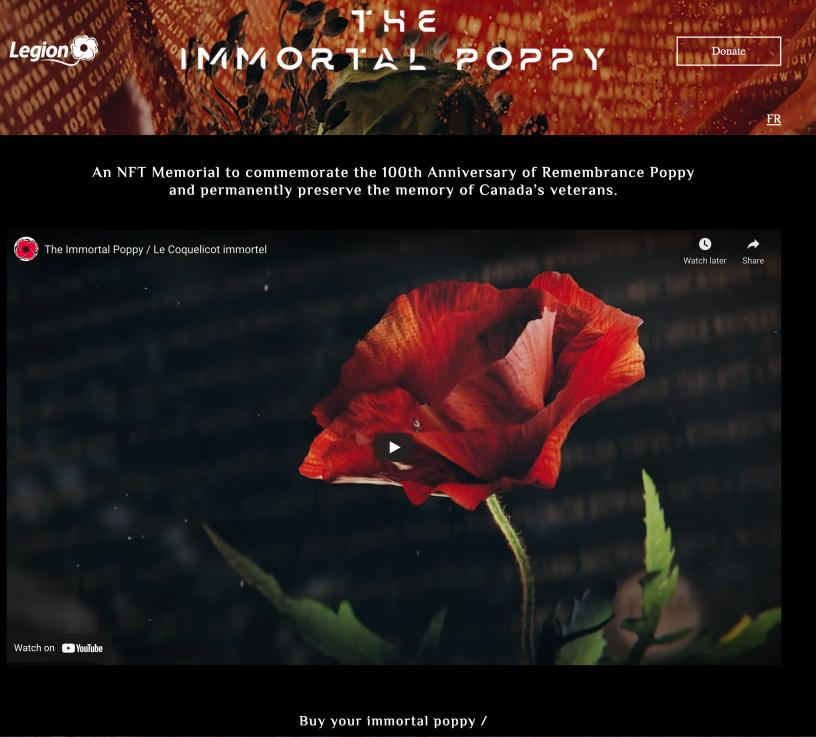 THE
Legion
IMMORTAL POPPY
Donate
FR
An NFT Memorial to commemorate the 100th Anniversary of Remembrance Poppy
and permanently preserve the memory of Canada’s veterans.
The Immortal Poppy / Le Coquelicot immortel
Watch later
Share
Watch on YouTube
Buy your immortal poppy /